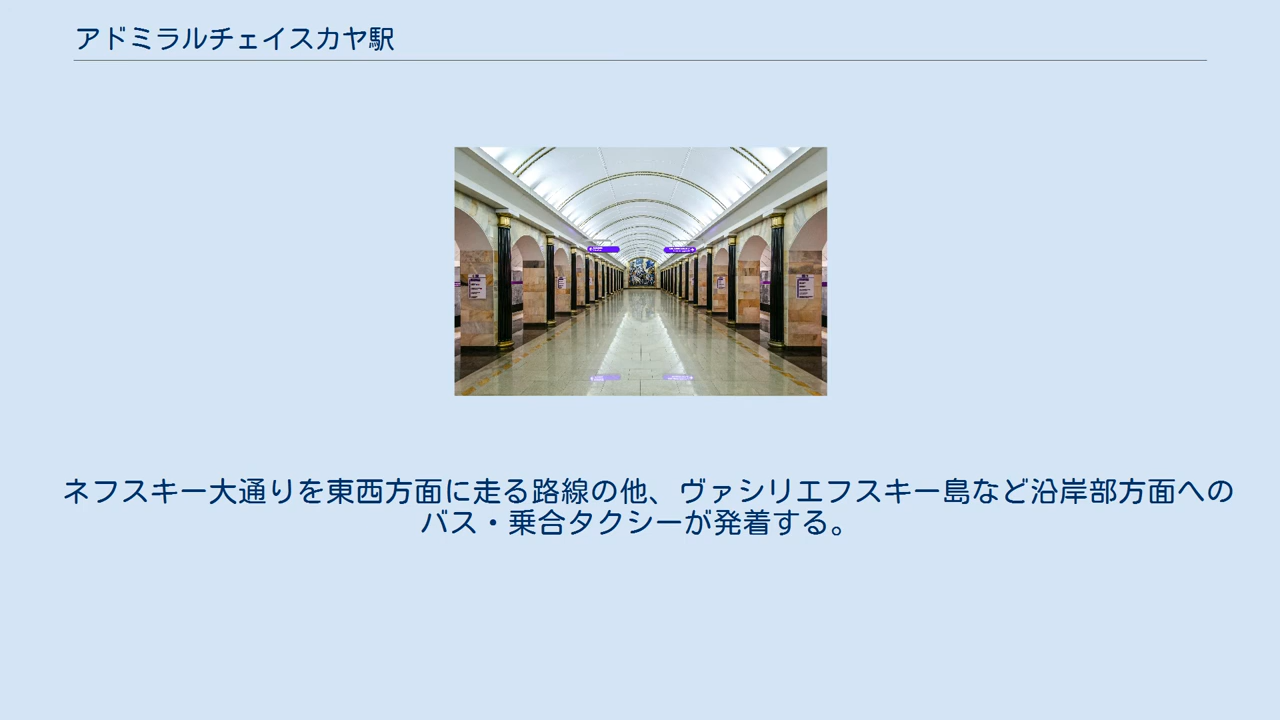 アドミラルチェイスカヤ駅
ネフスキー大通りを東西方面に走る路線の他、ヴァシリエフスキー島など沿岸部方面への
バス・乗合タクシーが発着する。